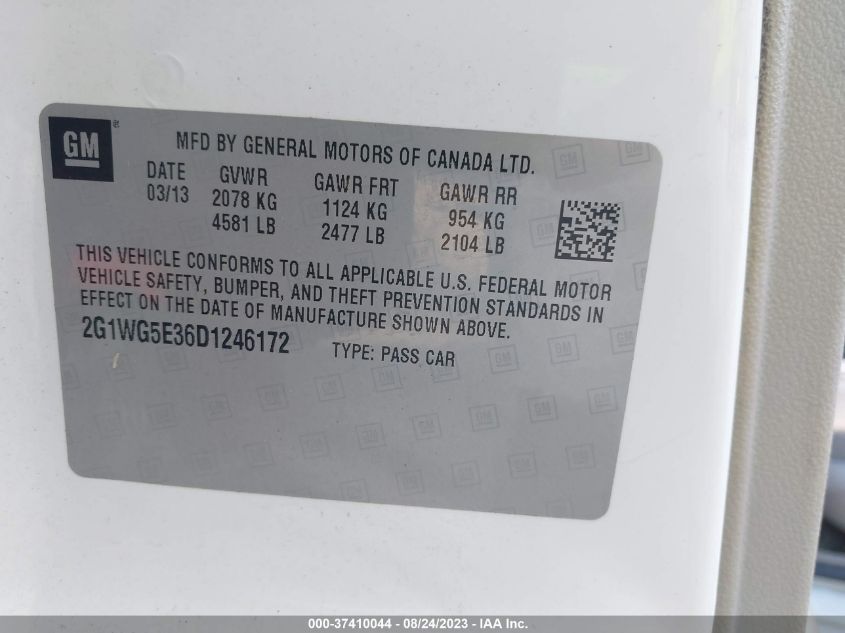 GM®
MFD BY GENERAL MOTORS OF CANADA LTD.
DATE GVWR GAWR FRT GAWR RR
03/13 2078 KG 1124 KG 954 KG
4581 LB 2477 LB 2104 LB
THIS VEHICLE CONFORMS TO ALL APPLICABLE U.S. FEDERAL MOTOR
VEHICLE SAFETY, BUMPER, AND THEFT PREVENTION STANDARDS IN
EFFECT ON THE DATE OF MANUFACTURE SHOWN ABOVE.
2G1WG5E36D1246172 TYPE: PASS CAR
000-37410044 - 08/24/2023 - IAA Inc.